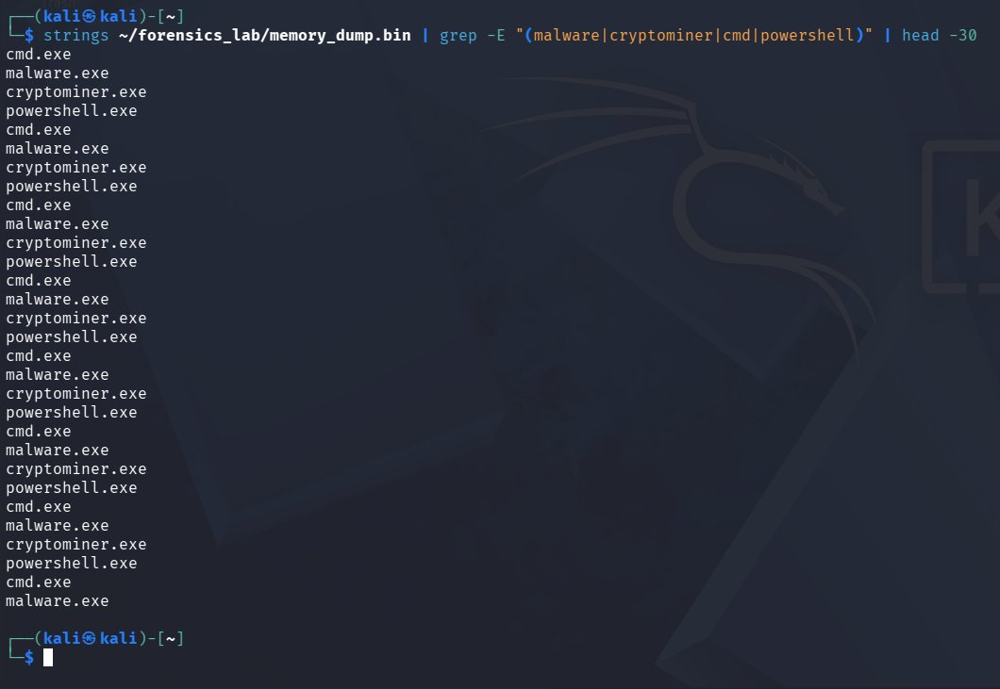 ┌──(kali㉿kali)-[~]
└─$ strings ~/forensics_lab/memory_dump.bin | grep -E "(malware|cryptominer|cmd|powershell)" | head -30
cmd.exe
malware.exe
cryptominer.exe
powershell.exe
cmd.exe
malware.exe
cryptominer.exe
powershell.exe
cmd.exe
malware.exe
cryptominer.exe
powershell.exe
cmd.exe
malware.exe
cryptominer.exe
powershell.exe
cmd.exe
malware.exe
cryptominer.exe
powershell.exe
cmd.exe
malware.exe
cryptominer.exe
powershell.exe
cmd.exe
malware.exe
cryptominer.exe
powershell.exe
cmd.exe
malware.exe
┌──(kali㉿kali)-[~]
└─$